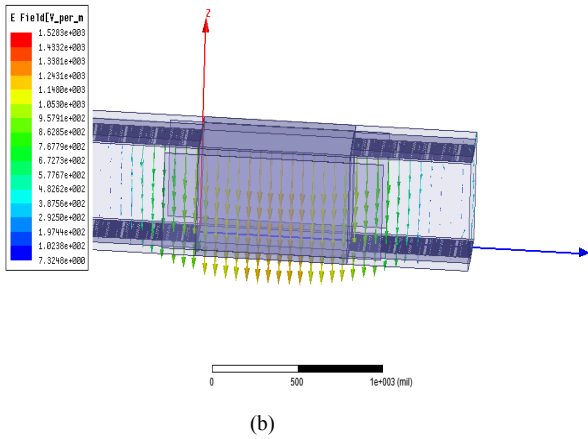 E Field[V_per_m
1.5283e+003
1.4332e+003
1.3381e+003
1.2431e+003
1.1480e+003
1.0530e+003
9.5791e+002
8.6285e+002
7.6779e+002
6.7273e+002
5.7767e+002
4.8262e+002
3.8756e+002
2.9250e+002
1.9744e+002
1.0238e+002
7.3248e+000
Z
0 500 1e+003 (mil)
(b)